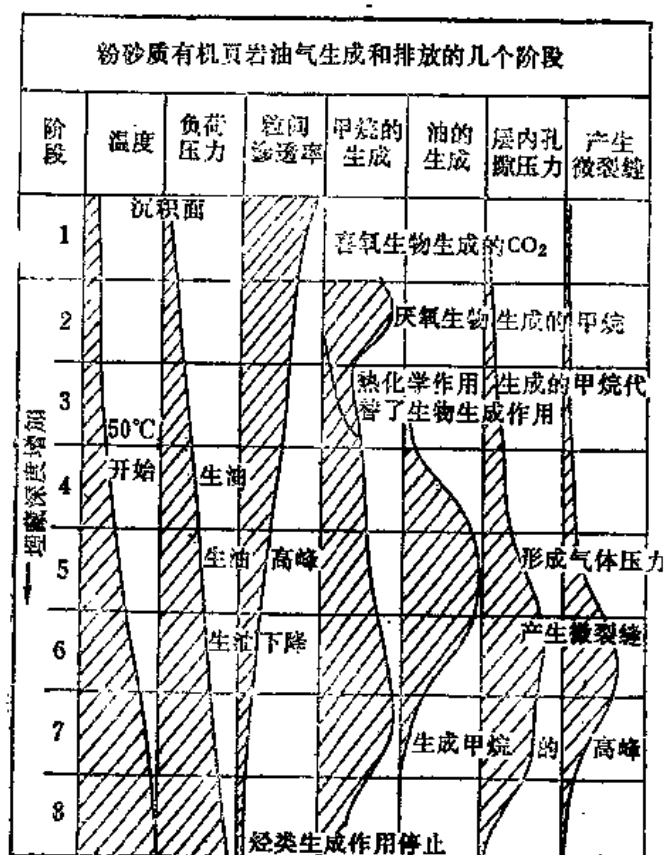 粉砂质有机页岩油气生成和排放的几个阶段
阶段
温度
负荷压力
粒间渗透率
甲烷的生成
油的生成
层内孔隙压力
产生微裂缝
沉积面
1
喜氧生物生成的CO₂
2
厌氧生物生成的甲烷
3
热化学作用生成的甲烷代
替了生物生成作用
50℃
开始
生油
4
埋藏深度增加
5
生油高峰
形成气体压力
产生微裂缝
6
生油下降
7
生成甲烷的高峰
8
烃类生成作用停止